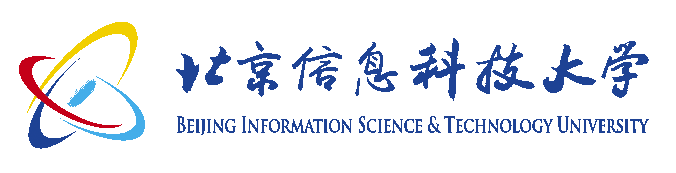 北京信息科技大学
BEIJING INFORMATION SCIENCE & TECHNOLOGY UNIVERSITY